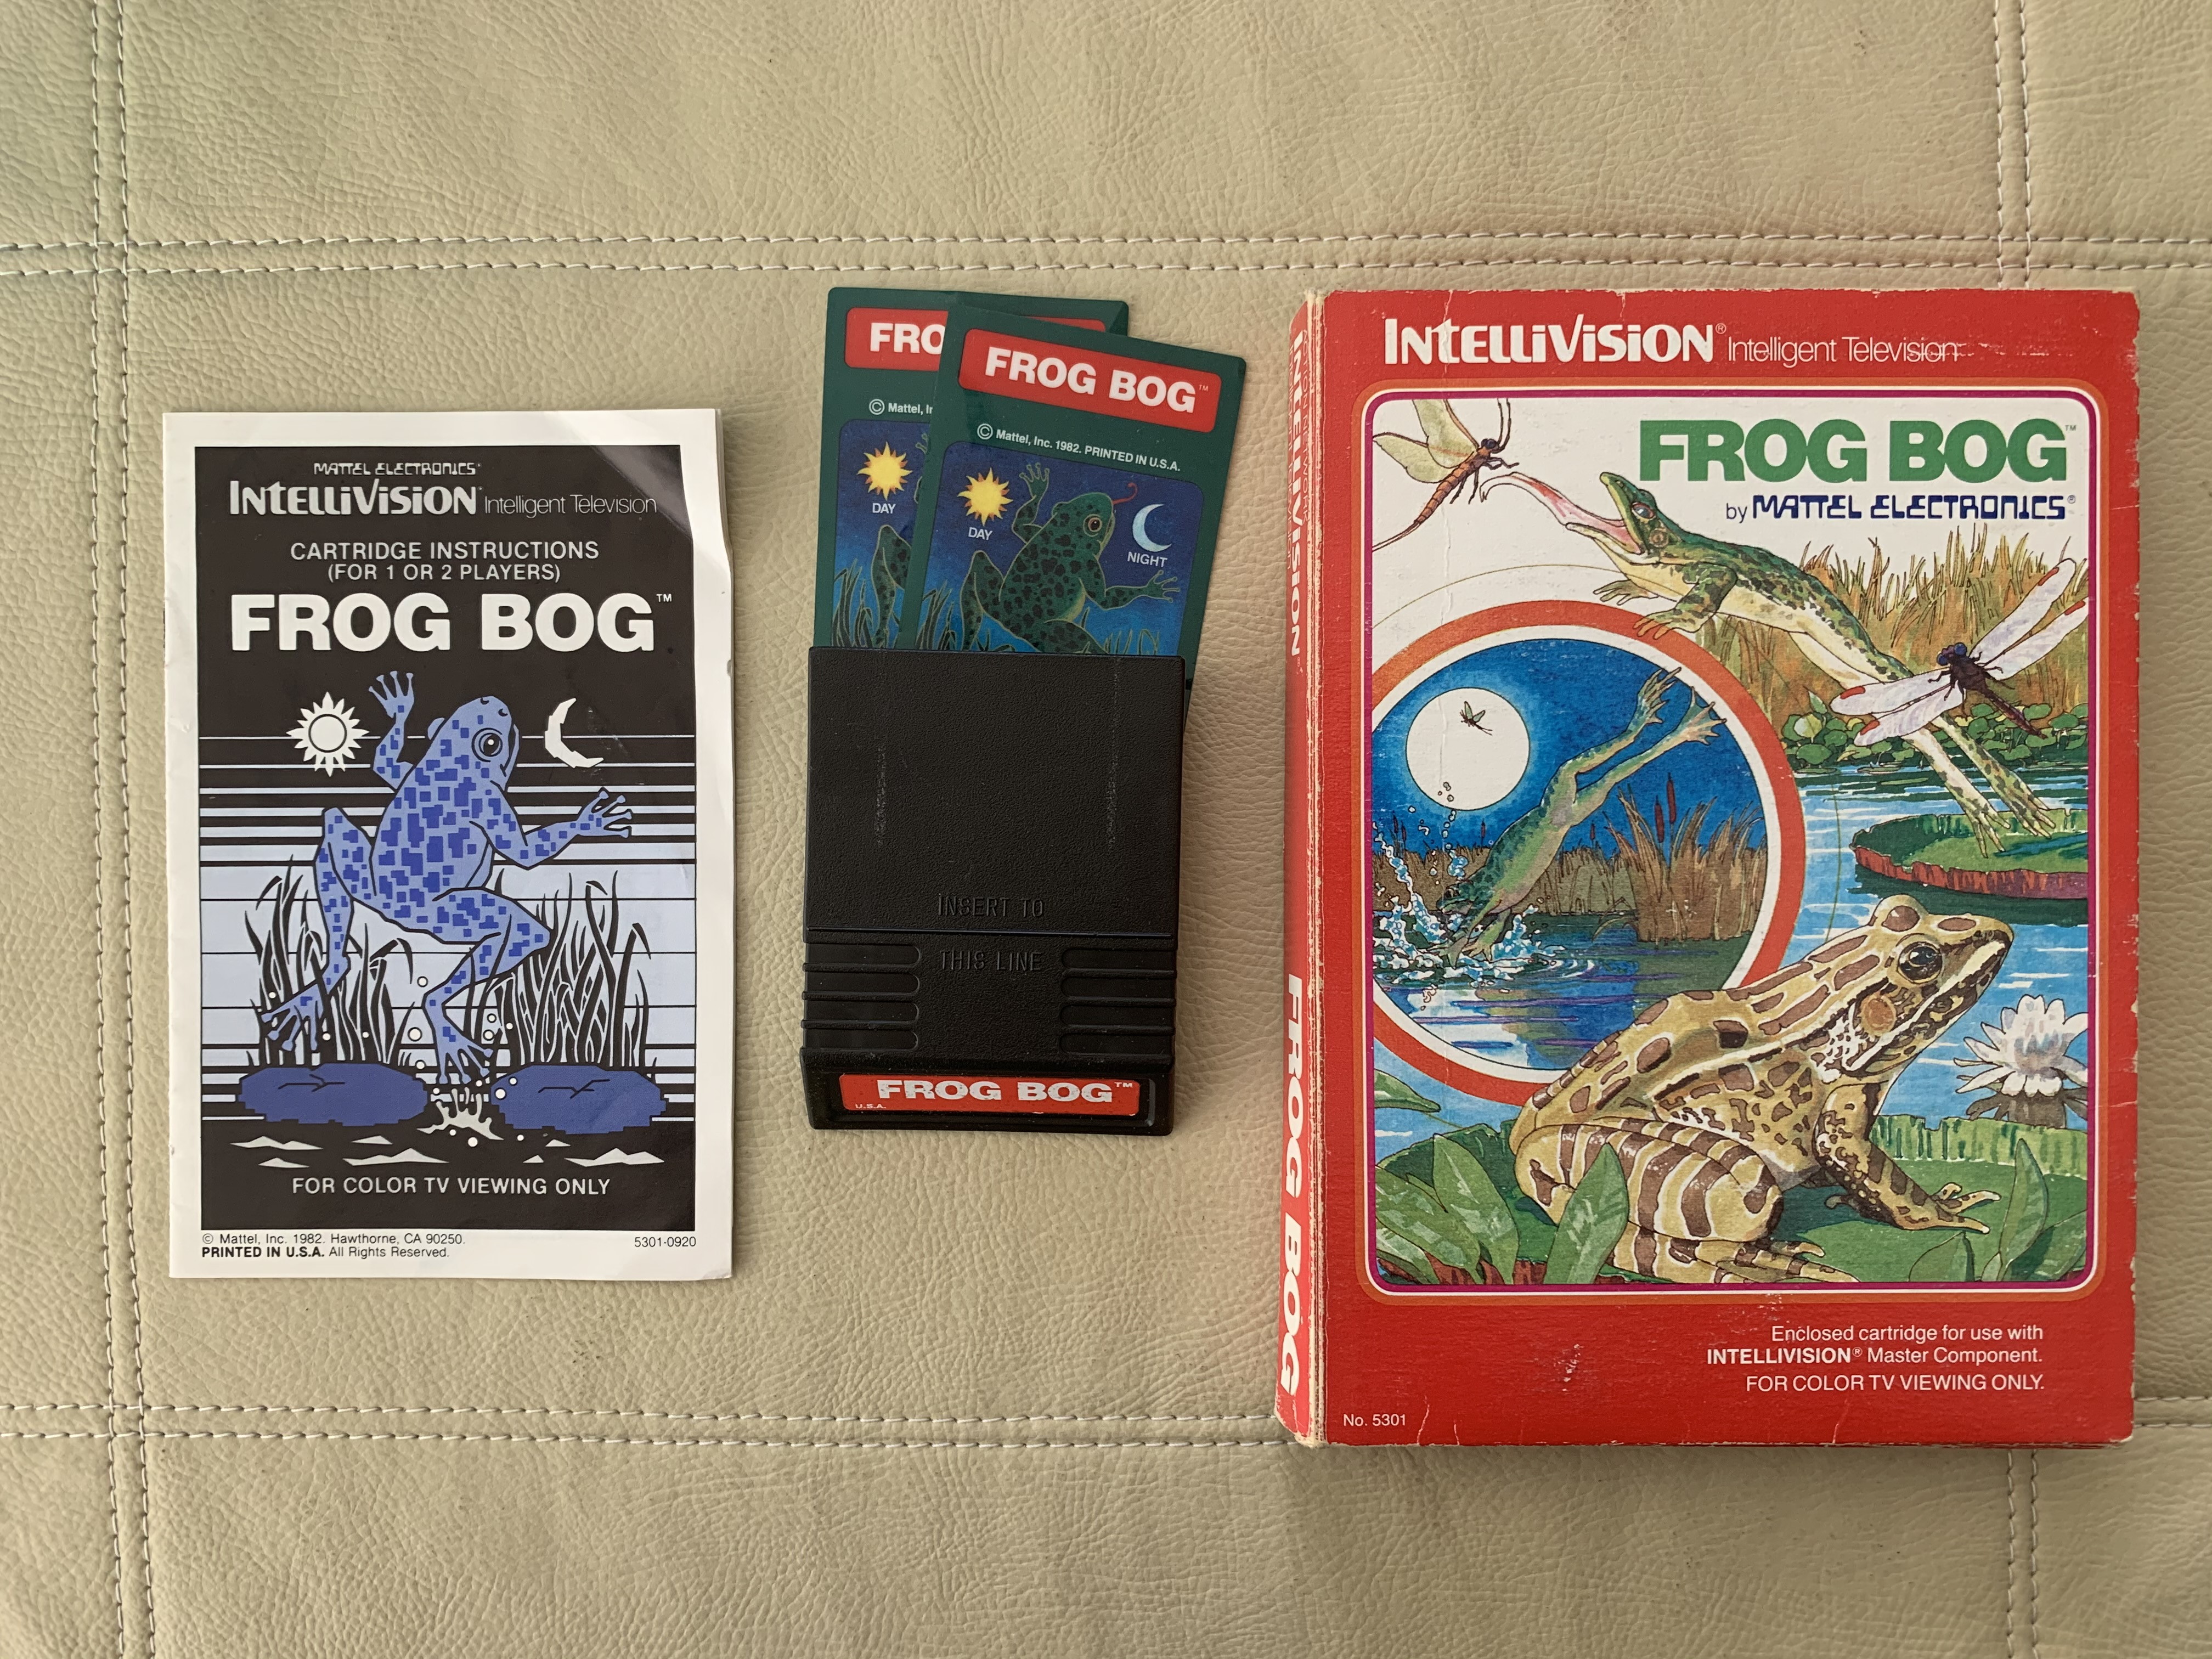 MATTEL ELECTRONICS®
INTELLIVISION® Intelligent Television
CARTRIDGE INSTRUCTIONS
(FOR 1 OR 2 PLAYERS)
FROG BOG™
FOR COLOR TV VIEWING ONLY
© Mattel, Inc. 1982. Hawthorne, CA 90250.
PRINTED IN U.S.A. All Rights Reserved.
5301-0920
FRO
© Mattel, In
DAY
FROG BOG™
© Mattel, Inc. 1982. PRINTED IN U.S.A.
DAY
NIGHT
INSERT TO
THIS LINE
FROG BOG™
U.S.A.
INTELLIVISION™
FROG BOG
INTELLIVISION® Intelligent Television
FROG BOG™
by MATTEL ELECTRONICS®
Enclosed cartridge for use with
INTELLIVISION® Master Component.
FOR COLOR TV VIEWING ONLY.
No. 5301